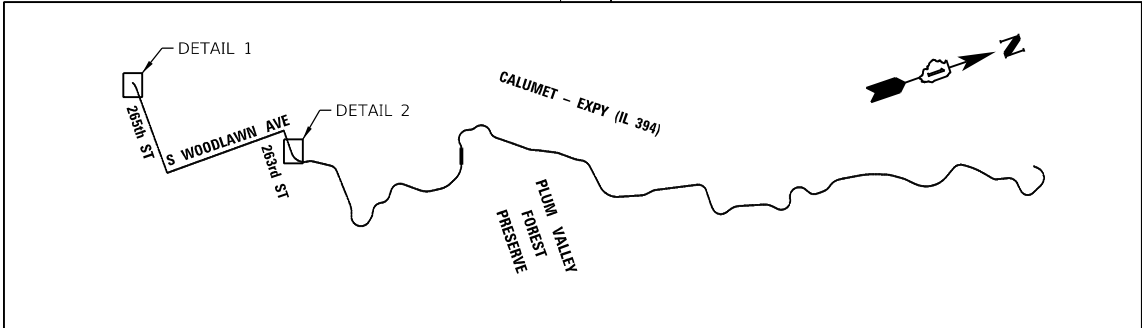 DETAIL 1
N
CALUMET - EXPY (IL 394)
265th ST
S WOODLAWN AVE
DETAIL 2
263rd ST
PLUM VALLEY
FOREST
PRESERVE